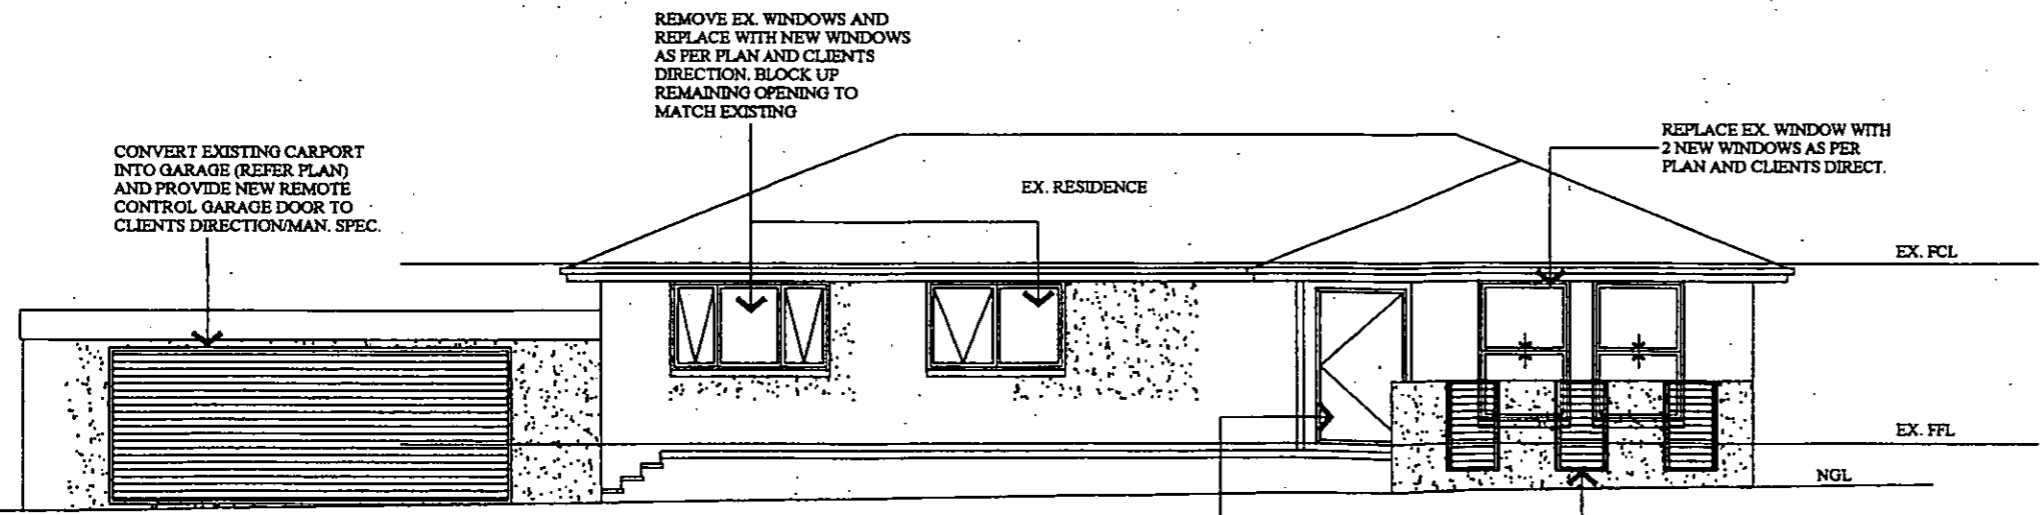 REMOVE EX. WINDOWS AND
REPLACE WITH NEW WINDOWS
AS PER PLAN AND CLIENTS
DIRECTION. BLOCK UP
REMAINING OPENING TO
MATCH EXISTING
CONVERT EXISTING CARPORT
INTO GARAGE (REFER PLAN)
AND PROVIDE NEW REMOTE
CONTROL GARAGE DOOR TO
CLIENTS DIRECTION/MAN. SPEC.
EX. RESIDENCE
REPLACE EX. WINDOW WITH
2 NEW WINDOWS AS PER
PLAN AND CLIENTS DIRECT.
EX. FCL
EX. FFL
NGL